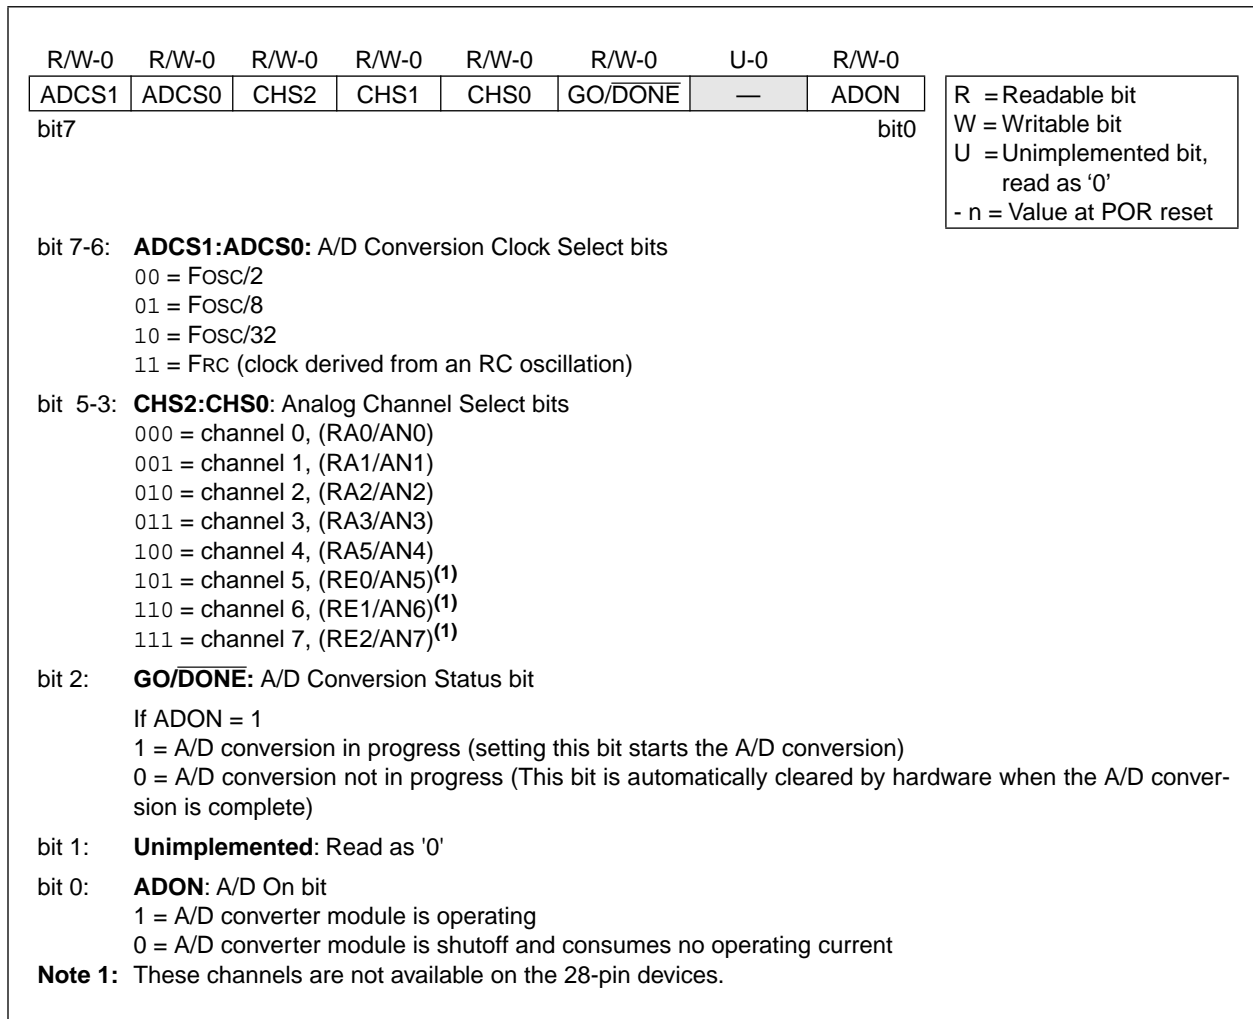 R/W-0 R/W-0 R/W-0 R/W-0 R/W-0 R/W-0 U-0 R/W-0
ADCS1 ADCS0 CHS2 CHS1 CHS0 GO/DONE — ADON
bit7 bit0
R = Readable bit
W = Writable bit
U = Unimplemented bit,
read as ‘0’
- n = Value at POR reset
bit 7-6: ADCS1:ADCS0: A/D Conversion Clock Select bits
00 = FOSC/2
01 = FOSC/8
10 = FOSC/32
11 = FRC (clock derived from an RC oscillation)
bit 5-3: CHS2:CHS0: Analog Channel Select bits
000 = channel 0, (RA0/AN0)
001 = channel 1, (RA1/AN1)
010 = channel 2, (RA2/AN2)
011 = channel 3, (RA3/AN3)
100 = channel 4, (RA5/AN4)
101 = channel 5, (RE0/AN5)(1)
110 = channel 6, (RE1/AN6)(1)
111 = channel 7, (RE2/AN7)(1)
bit 2: GO/DONE: A/D Conversion Status bit
If ADON = 1
1 = A/D conversion in progress (setting this bit starts the A/D conversion)
0 = A/D conversion not in progress (This bit is automatically cleared by hardware when the A/D conver-
sion is complete)
bit 1: Unimplemented: Read as '0'
bit 0: ADON: A/D On bit
1 = A/D converter module is operating
0 = A/D converter module is shutoff and consumes no operating current
Note 1: These channels are not available on the 28-pin devices.